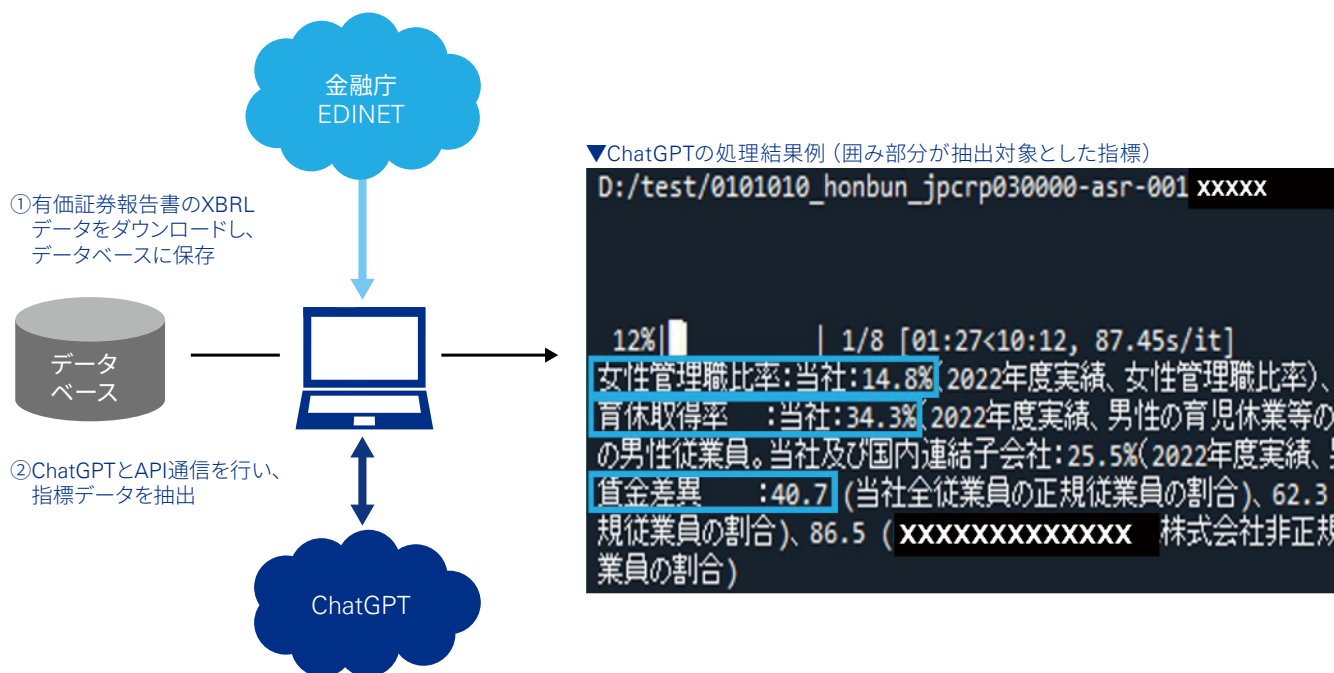 金融庁
EDINET
①有価証券報告書のXBRL
データをダウンロードし、
データベースに保存
データ
ベース
②ChatGPTとAPI通信を行い、
指標データを抽出
ChatGPT
▼ChatGPTの処理結果例（囲み部分が抽出対象とした指標）
D:/test/0101010_honbun_jpcrp030000-asr-001 xxxxx
12%| | 1/8 [01:27<10:12, 87.45s/it]
女性管理職比率:当社:14.8%(2022年度実績、女性管理職比率)、
育休取得率 :当社:34.3%(2022年度実績、男性の育児休業等の
の男性従業員。当社及び国内連結子会社:25.5%(2022年度実績、
賃金差異 :40.7 (当社全従業員の正規従業員の割合)、62.3
規従業員の割合)、86.5 ( xxxxxxxxxxxxx 株式会社非正規
業員の割合)